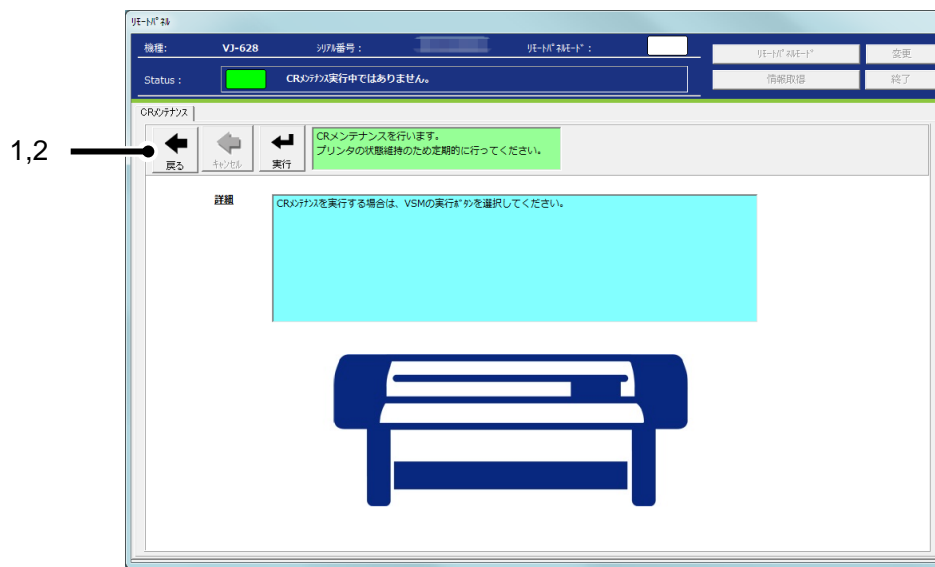 ﾘﾓｰﾄﾊﾟﾈﾙ
機種: VJ-628 ｼﾘｱﾙ番号： ﾘﾓｰﾄﾊﾟﾈﾙﾓｰﾄﾞ：
ﾘﾓｰﾄﾊﾟﾈﾙﾓｰﾄﾞ 変更
Status : CRﾒﾝﾃﾅﾝｽ実行中ではありません。
情報取得 終了
CRﾒﾝﾃﾅﾝｽ
1,2
戻る ｷｬﾝｾﾙ 実行
CRメンテナンスを行います。
プリンタの状態維持のため定期的に行ってください。
詳細
CRﾒﾝﾃﾅﾝｽを実行する場合は、VSMの実行ﾎﾞﾀﾝを選択してください。